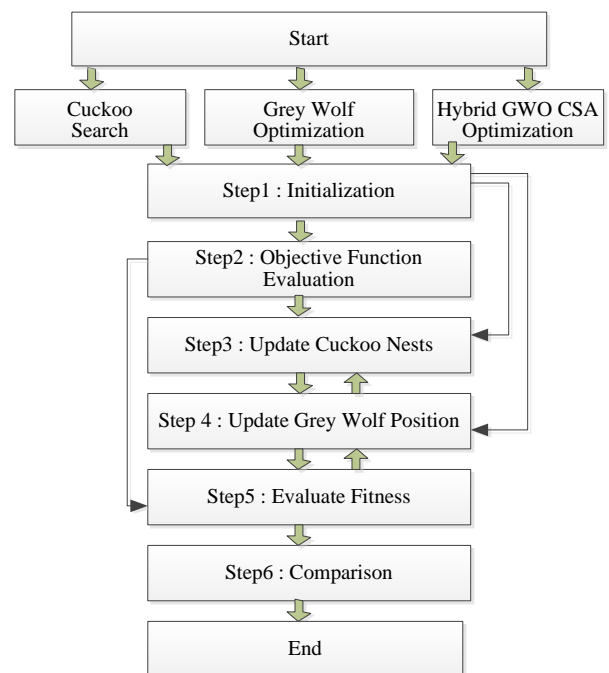 Start
Cuckoo
Search
Grey Wolf
Optimization
Hybrid GWO CSA
Optimization
Step1 : Initialization
Step2 : Objective Function
Evaluation
Step3 : Update Cuckoo Nests
Step 4 : Update Grey Wolf Position
Step5 : Evaluate Fitness
Step6 : Comparison
End